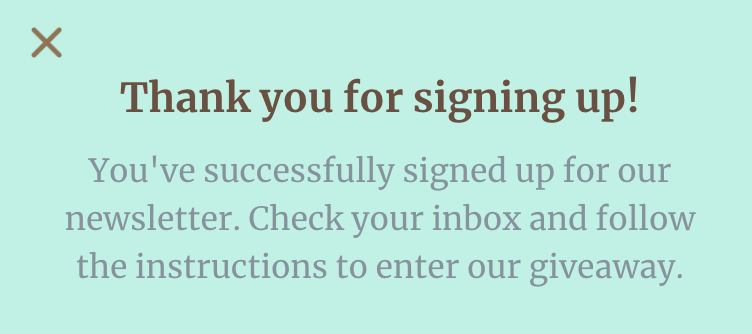 Thank you for signing up!
You've successfully signed up for our
newsletter. Check your inbox and follow
the instructions to enter our giveaway.